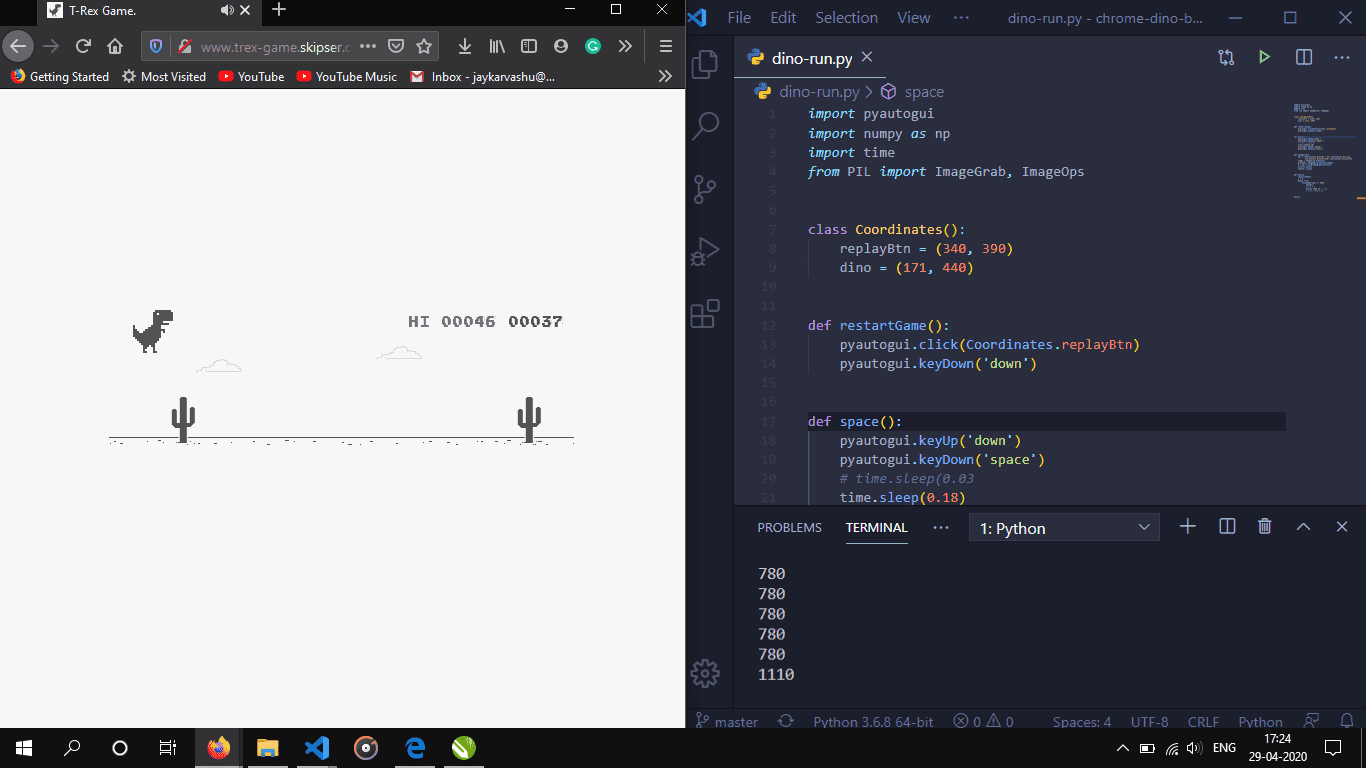 T-Rex Game.
www.trex-game.skipser.c
Getting Started
Most Visited
YouTube
YouTube Music
Inbox - jaykarvashu@...
HI 00046 00037
File Edit Selection View ··· dino-run.py - chrome-dino-b...
dino-run.py
dino-run.py > space
1 import pyautogui
2 import numpy as np
3 import time
4 from PIL import ImageGrab, ImageOps
5
6
7 class Coordinates():
8 replayBtn = (340, 390)
9 dino = (171, 440)
10
11
12 def restartGame():
13 pyautogui.click(Coordinates.replayBtn)
14 pyautogui.keyDown('down')
15
16
17 def space():
18 pyautogui.keyUp('down')
19 pyautogui.keyDown('space')
20 # time.sleep(0.03
21 time.sleep(0.18)
PROBLEMS TERMINAL ··· 1: Python
780
780
780
780
780
1110
master Python 3.6.8 64-bit 0 0 Spaces: 4 UTF-8 CRLF Python
ENG
17:24
29-04-2020